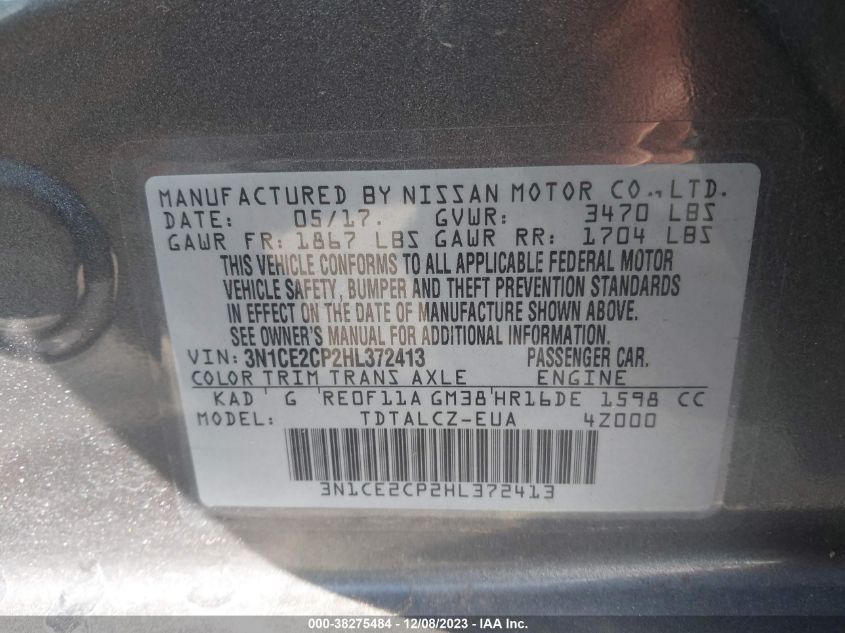 MANUFACTURED BY NISSAN MOTOR CO., LTD.
DATE: 05/17. GVWR: 3470 LBS
GAWR FR: 1867 LBS GAWR RR: 1704 LBS
THIS VEHICLE CONFORMS TO ALL APPLICABLE FEDERAL MOTOR
VEHICLE SAFETY, BUMPER AND THEFT PREVENTION STANDARDS
IN EFFECT ON THE DATE OF MANUFACTURE SHOWN ABOVE.
SEE OWNER'S MANUAL FOR ADDITIONAL INFORMATION.
VIN: 3N1CE2CP2HL372413 PASSENGER CAR.
COLOR TRIM TRANS AXLE ENGINE
KAD G RE0F11A GM38 HR16DE 1598 CC
MODEL: TDTALCZ-EUA 4Z000
3N1CE2CP2HL372413
000-38275484 - 12/08/2023 - IAA Inc.